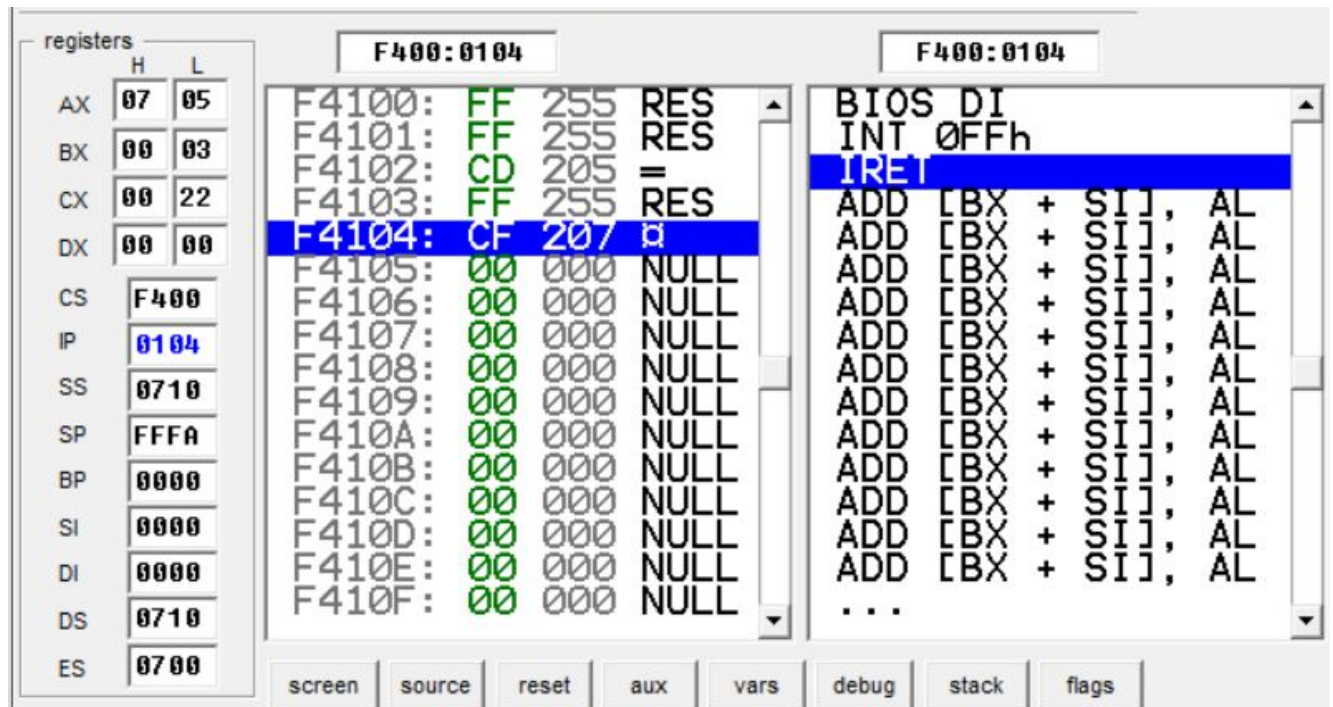 registers
H L
AX 07 05
BX 00 03
CX 00 22
DX 00 00
CS F400
IP 0104
SS 0710
SP FFFA
BP 0000
SI 0000
DI 0000
DS 0710
ES 0700
F400:0104
F4100: FF 255 RES
F4101: FF 255 RES
F4102: CD 205 =
F4103: FF 255 RES
F4104: CF 207 ¤
F4105: 00 000 NULL
F4106: 00 000 NULL
F4107: 00 000 NULL
F4108: 00 000 NULL
F4109: 00 000 NULL
F410A: 00 000 NULL
F410B: 00 000 NULL
F410C: 00 000 NULL
F410D: 00 000 NULL
F410E: 00 000 NULL
F410F: 00 000 NULL
F400:0104
BIOS DI
INT 0FFh
IRET
ADD [BX + SI], AL
ADD [BX + SI], AL
ADD [BX + SI], AL
ADD [BX + SI], AL
ADD [BX + SI], AL
ADD [BX + SI], AL
ADD [BX + SI], AL
ADD [BX + SI], AL
ADD [BX + SI], AL
ADD [BX + SI], AL
ADD [BX + SI], AL
ADD [BX + SI], AL
...
screen source reset aux vars debug stack flags